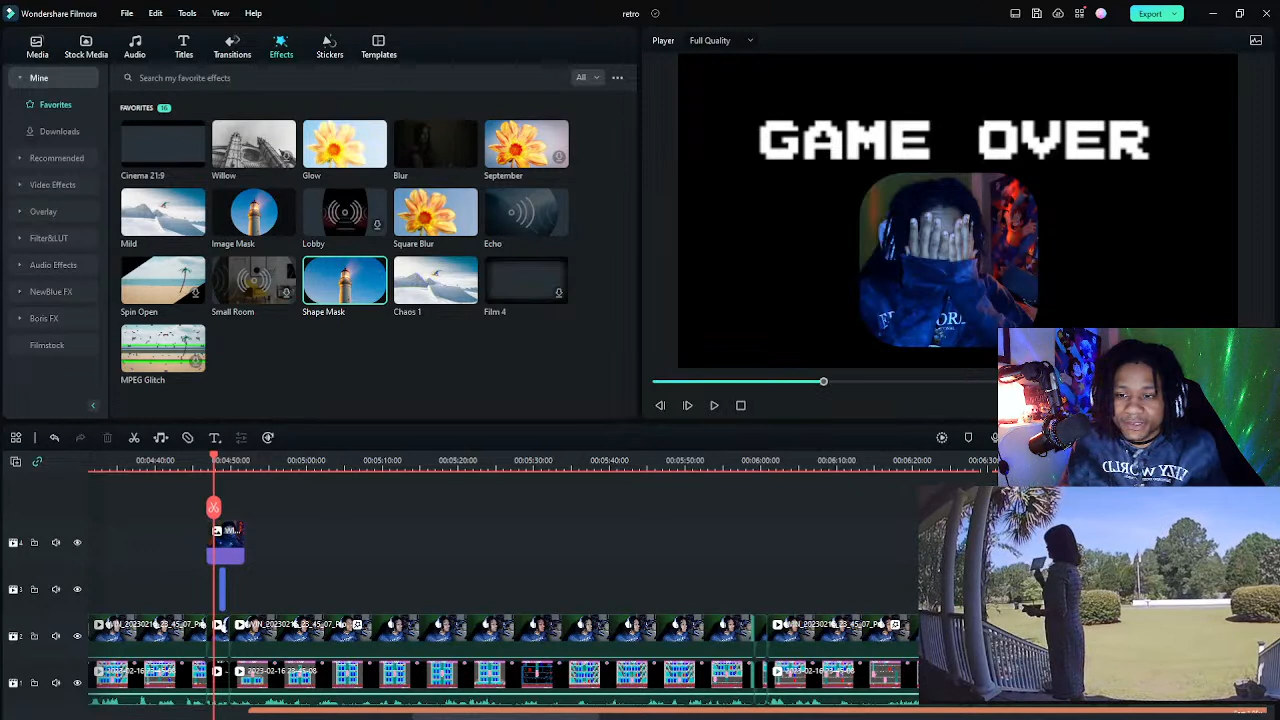 Wondershare Filmora File Edit Tools View Help retro Export
Media Stock Media Audio Titles Transitions Effects Stickers Templates
Player Full Quality
Mine
Search my favorite effects All
Favorites
Downloads
Recommended
Video Effects
Overlay
Filter&LUT
Audio Effects
NewBlue FX
Boris FX
Filmstock
FAVORITES 16
Cinema 21:9 Willow Glow Blur September
Mild Image Mask Lobby Square Blur Echo
Spin Open Small Room Shape Mask Chaos 1 Film 4
MPEG Glitch
GAME OVER
00:04:40:00 00:04:50:00 00:05:00:00 00:05:10:00 00:05:20:00 00:05:30:00 00:05:40:00 00:05:50:00 00:06:00:00 00:06:10:00 00:06:20:00
2023-02-16